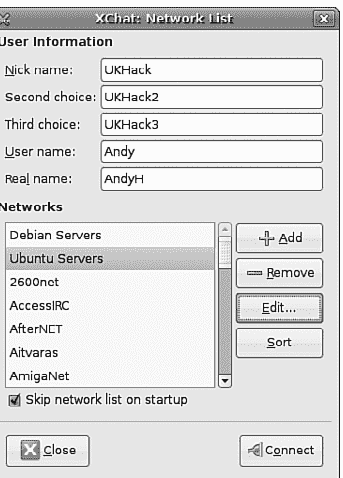 XChat: Network List
User Information
Nick name: UKHack
Second choice: UKHack2
Third choice: UKHack3
User name: Andy
Real name: AndyH
Networks
Debian Servers
Ubuntu Servers
2600net
AccessIRC
AfterNET
Aitvaras
AmigaNet
Add
Remove
Edit...
Sort
Skip network list on startup
Close
Connect